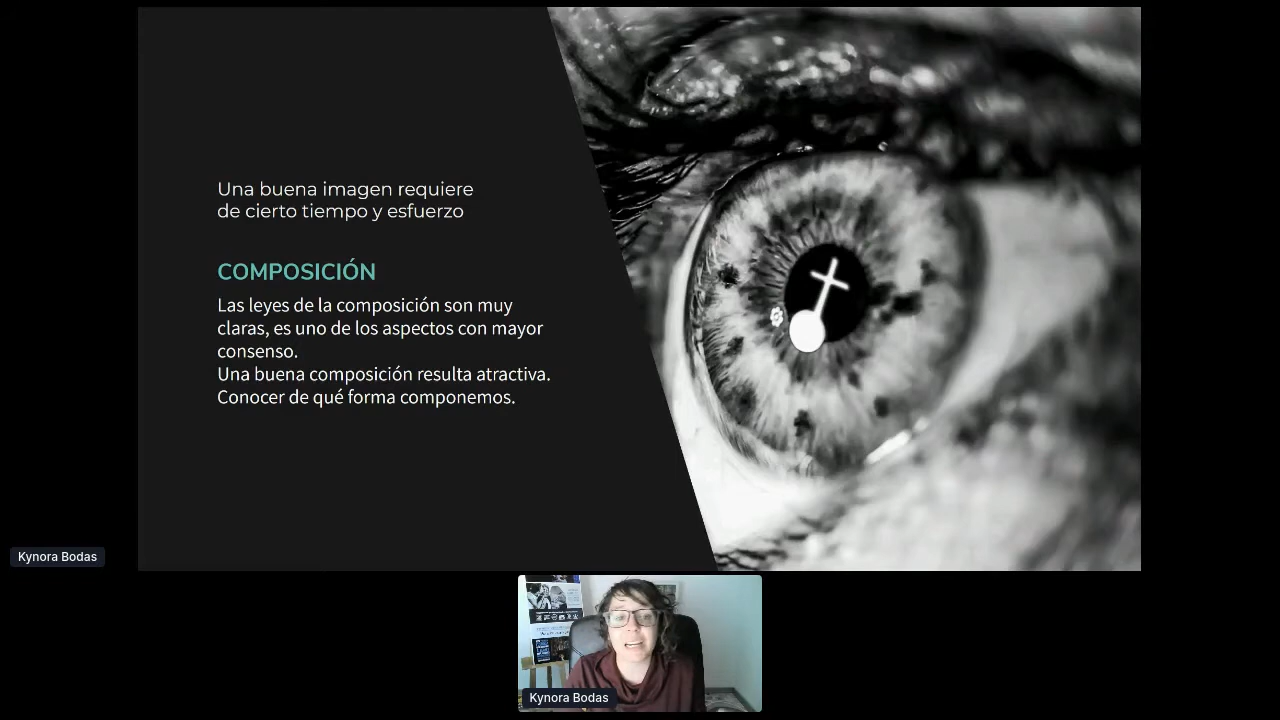 Una buena imagen requiere
de cierto tiempo y esfuerzo
COMPOSICIÓN
Las leyes de la composición son muy
claras, es uno de los aspectos con mayor
consenso.
Una buena composición resulta atractiva.
Conocer de qué forma componemos.
Kynora Bodas
Kynora Bodas